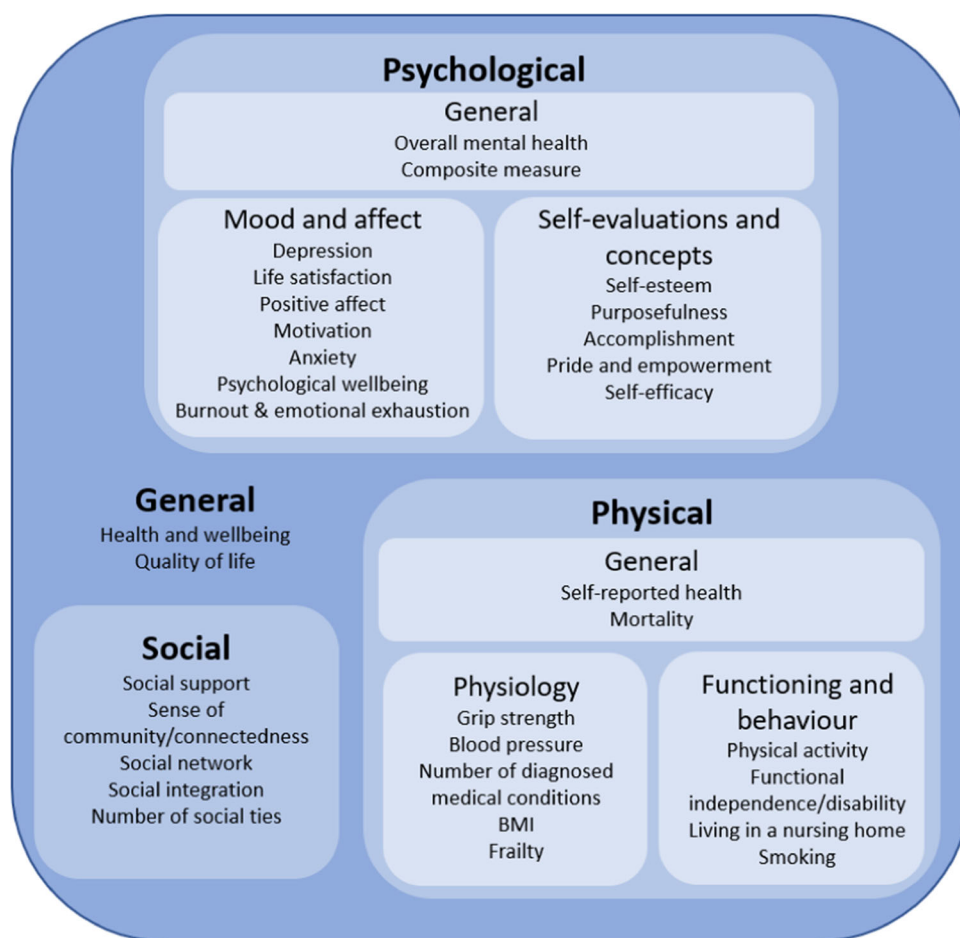 Psychological
General
Overall mental health
Composite measure
Mood and affect
Depression
Life satisfaction
Positive affect
Motivation
Anxiety
Psychological wellbeing
Burnout & emotional exhaustion
Self-evaluations and
concepts
Self-esteem
Purposefulness
Accomplishment
Pride and empowerment
Self-efficacy
General
Health and wellbeing
Quality of life
Social
Social support
Sense of
community/connectedness
Social network
Social integration
Number of social ties
Physical
General
Self-reported health
Mortality
Physiology
Grip strength
Blood pressure
Number of diagnosed
medical conditions
BMI
Frailty
Functioning and
behaviour
Physical activity
Functional
independence/disability
Living in a nursing home
Smoking